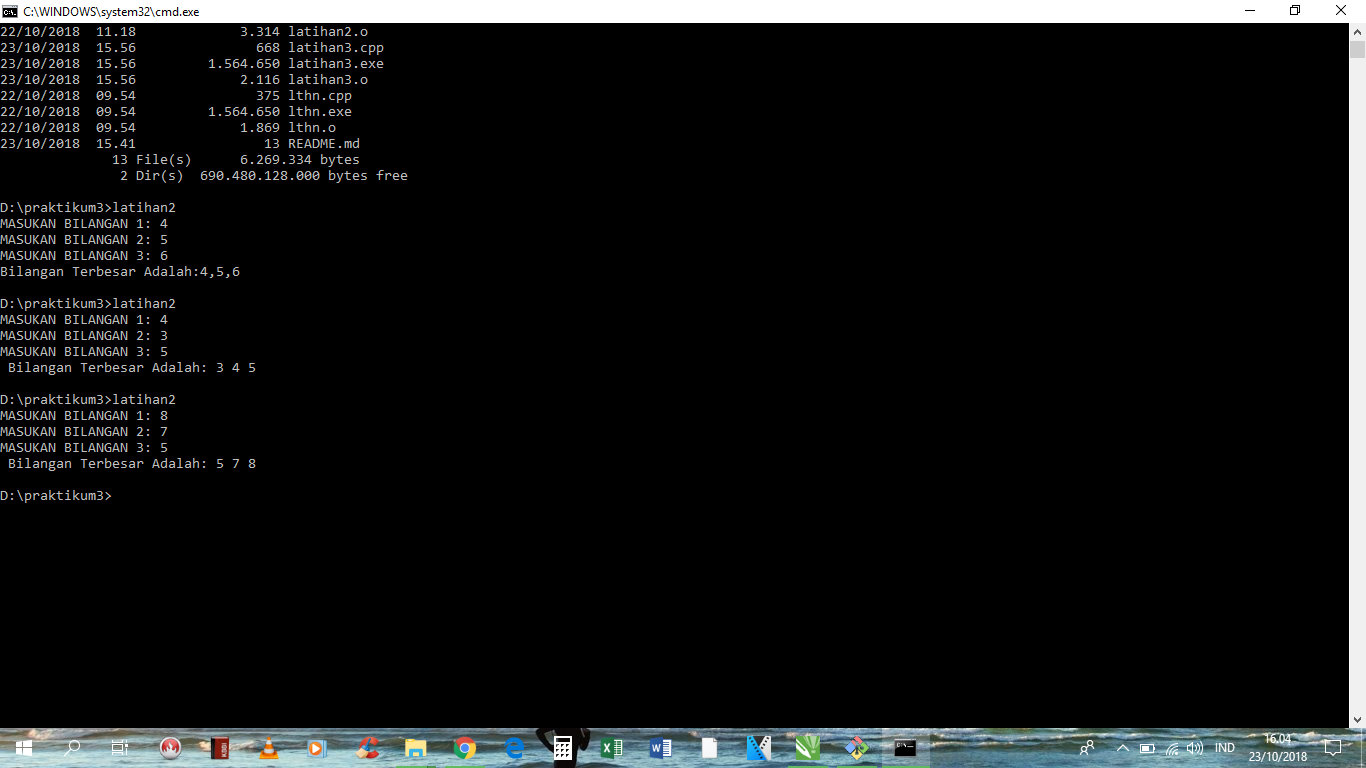 C:\WINDOWS\system32\cmd.exe
22/10/2018  11.18             3.314 latihan2.o
23/10/2018  15.56               668 latihan3.cpp
23/10/2018  15.56         1.564.650 latihan3.exe
23/10/2018  15.56             2.116 latihan3.o
22/10/2018  09.54               375 lthn.cpp
22/10/2018  09.54         1.564.650 lthn.exe
22/10/2018  09.54             1.869 lthn.o
23/10/2018  15.41                13 README.md
              13 File(s)      6.269.334 bytes
               2 Dir(s)  690.480.128.000 bytes free
D:\praktikum3>latihan2
MASUKAN BILANGAN 1: 4
MASUKAN BILANGAN 2: 5
MASUKAN BILANGAN 3: 6
Bilangan Terbesar Adalah:4,5,6
D:\praktikum3>latihan2
MASUKAN BILANGAN 1: 4
MASUKAN BILANGAN 2: 3
MASUKAN BILANGAN 3: 5
 Bilangan Terbesar Adalah: 3 4 5
D:\praktikum3>latihan2
MASUKAN BILANGAN 1: 8
MASUKAN BILANGAN 2: 7
MASUKAN BILANGAN 3: 5
 Bilangan Terbesar Adalah: 5 7 8
D:\praktikum3>
IND
16.04
23/10/2018